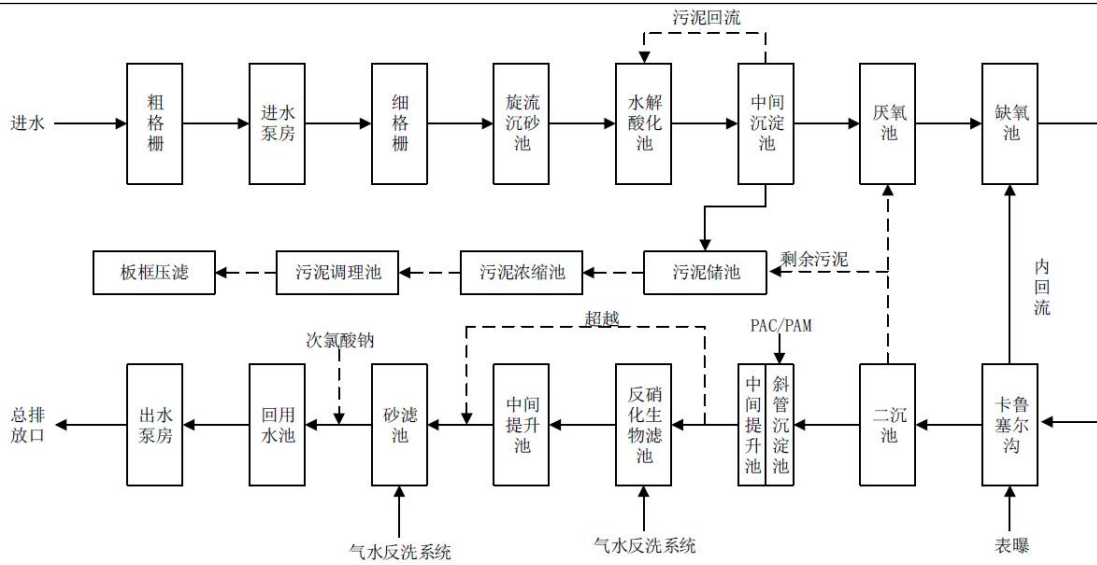 污泥回流
进水
粗
格
栅
进水
泵房
细
格
栅
旋流
沉砂
池
水解
酸化
池
中间
沉淀
池
厌氧
池
缺氧
池
板框压滤
污泥调理池
污泥浓缩池
污泥储池
剩余污泥
内
回
流
次氯酸钠
超越
PAC/PAM
总排
放口
出水
泵房
回用
水池
砂滤
池
中间
提升
池
反硝
化生
物滤
池
中
间
提
升
池
斜
管
沉
淀
池
二沉
池
卡鲁
塞尔
沟
气水反洗系统
气水反洗系统
表曝